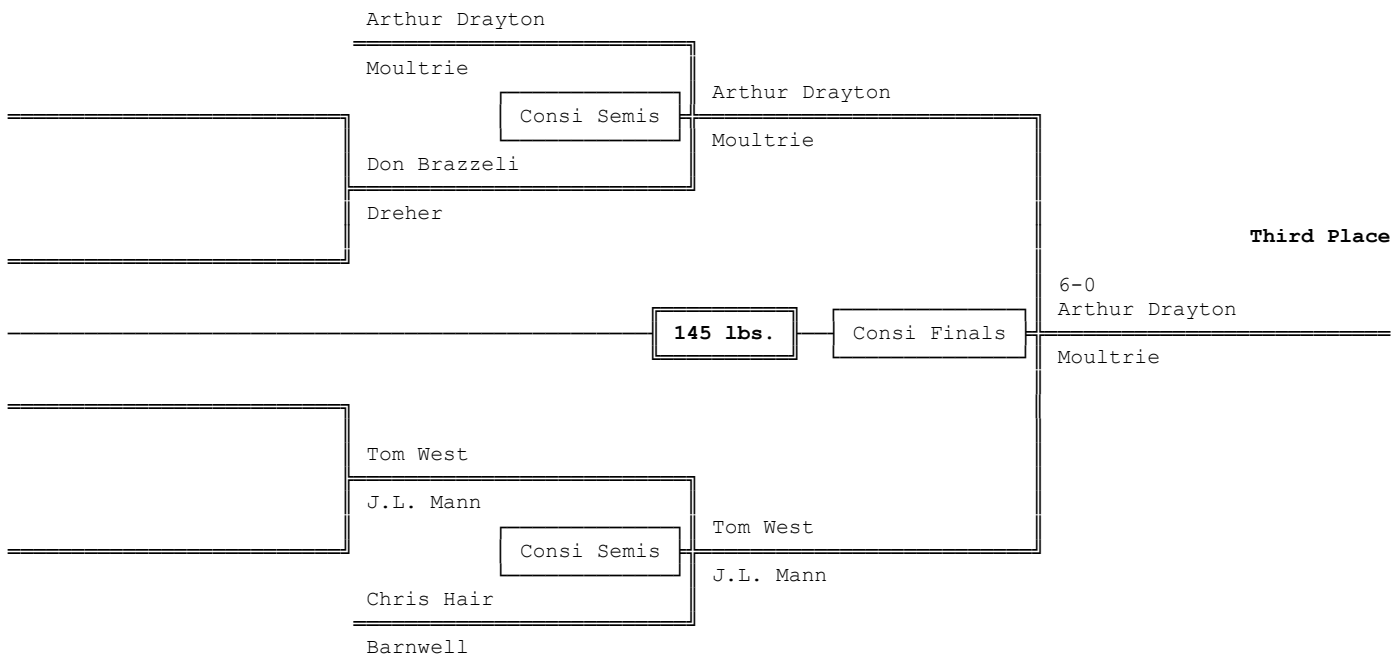 Arthur Drayton
Moultrie
Arthur Drayton
Consi Semis
Moultrie
Don Brazzeli
Dreher
Third Place
6-0
Arthur Drayton
145 lbs.
Consi Finals
Moultrie
Tom West
J.L. Mann
Tom West
Consi Semis
J.L. Mann
Chris Hair
Barnwell